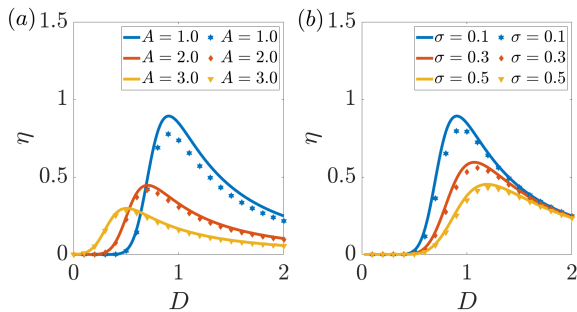 (a)
1.5
1
0.5
0
η
A = 1.0 A = 1.0
A = 2.0 A = 2.0
A = 3.0 A = 3.0
0 1 2
D
(b)
1.5
1
0.5
0
η
σ = 0.1 σ = 0.1
σ = 0.3 σ = 0.3
σ = 0.5 σ = 0.5
0 1 2
D